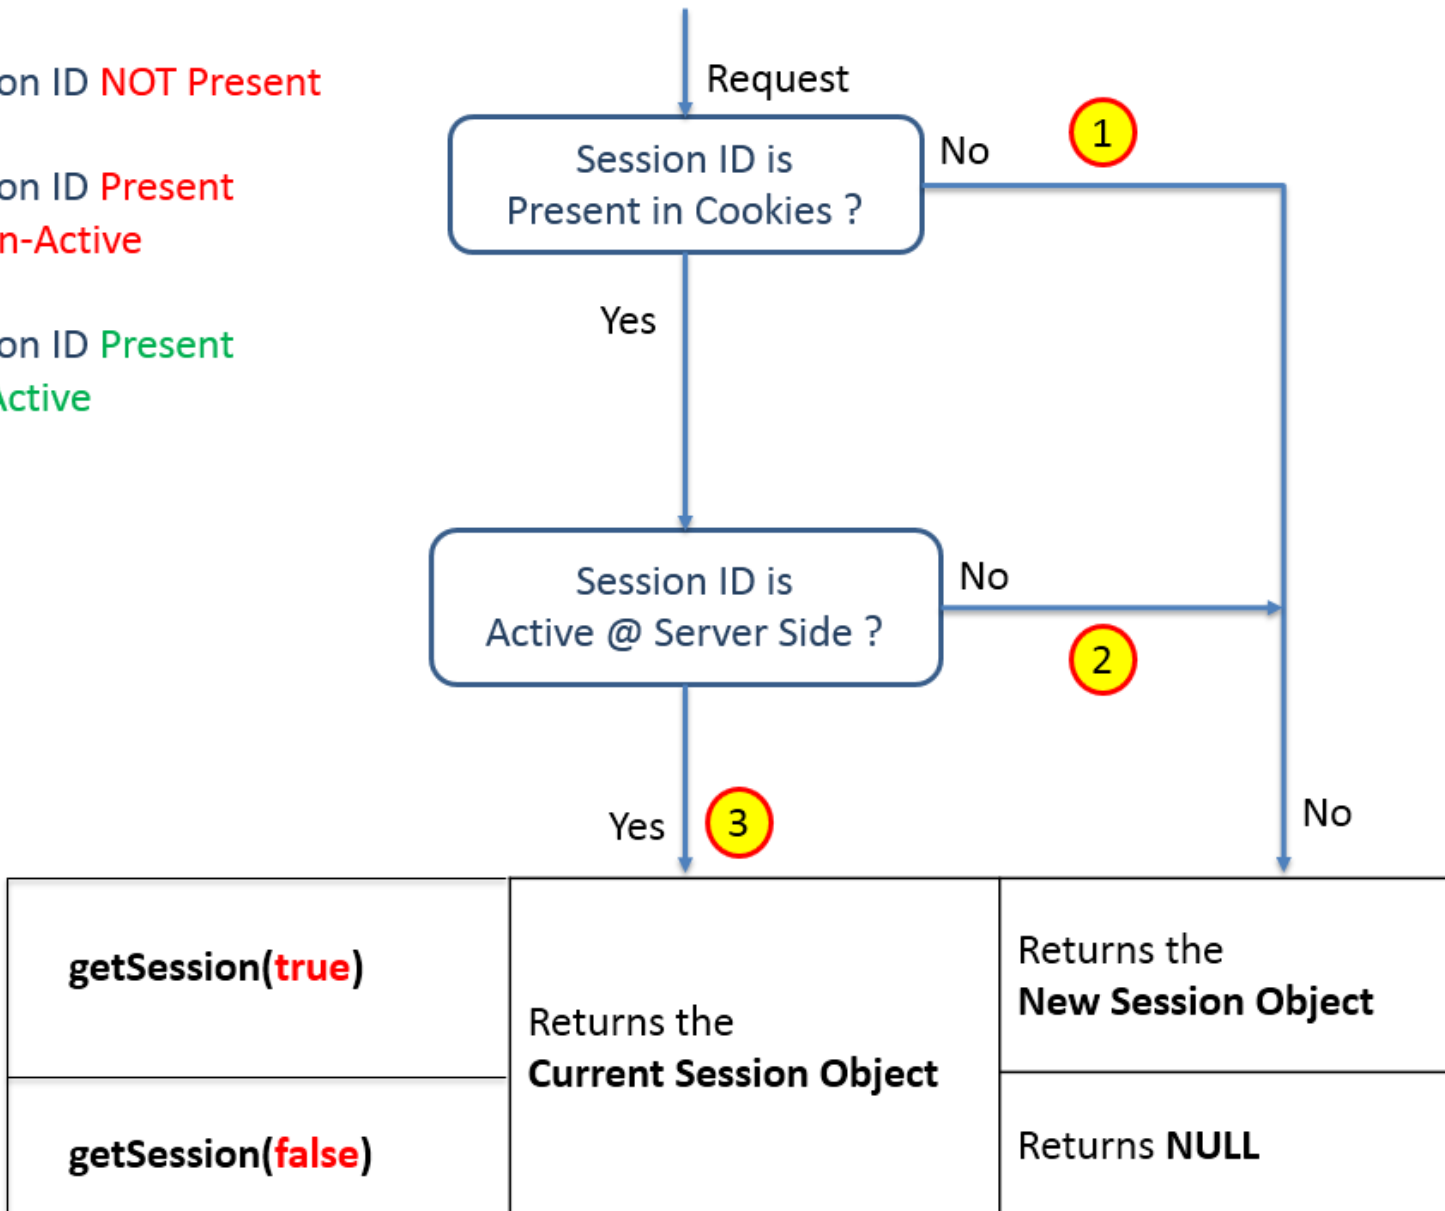 on ID NOT Present
on ID Present
n-Active
on ID Present
Active
Request
Session ID is
Present in Cookies ?
No
1
Yes
Session ID is
Active @ Server Side ?
No
2
Yes
3
No
getSession(true)
getSession(false)
Returns the
Current Session Object
Returns the
New Session Object
Returns NULL